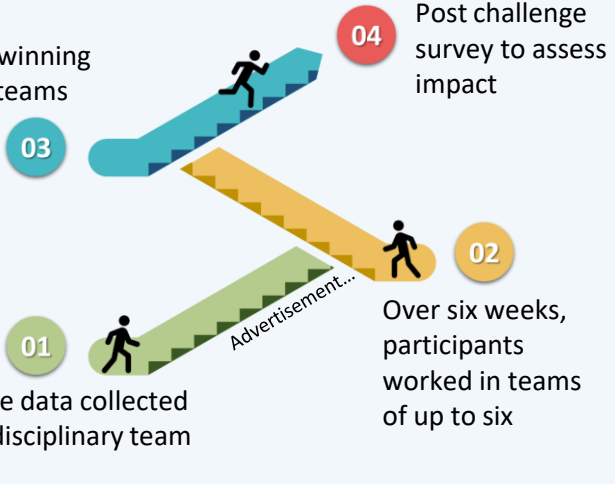 04
Post challenge
survey to assess
impact
winning
teams
03
02
Over six weeks,
participants
worked in teams
of up to six
Advertisement...
01
data collected
disciplinary team